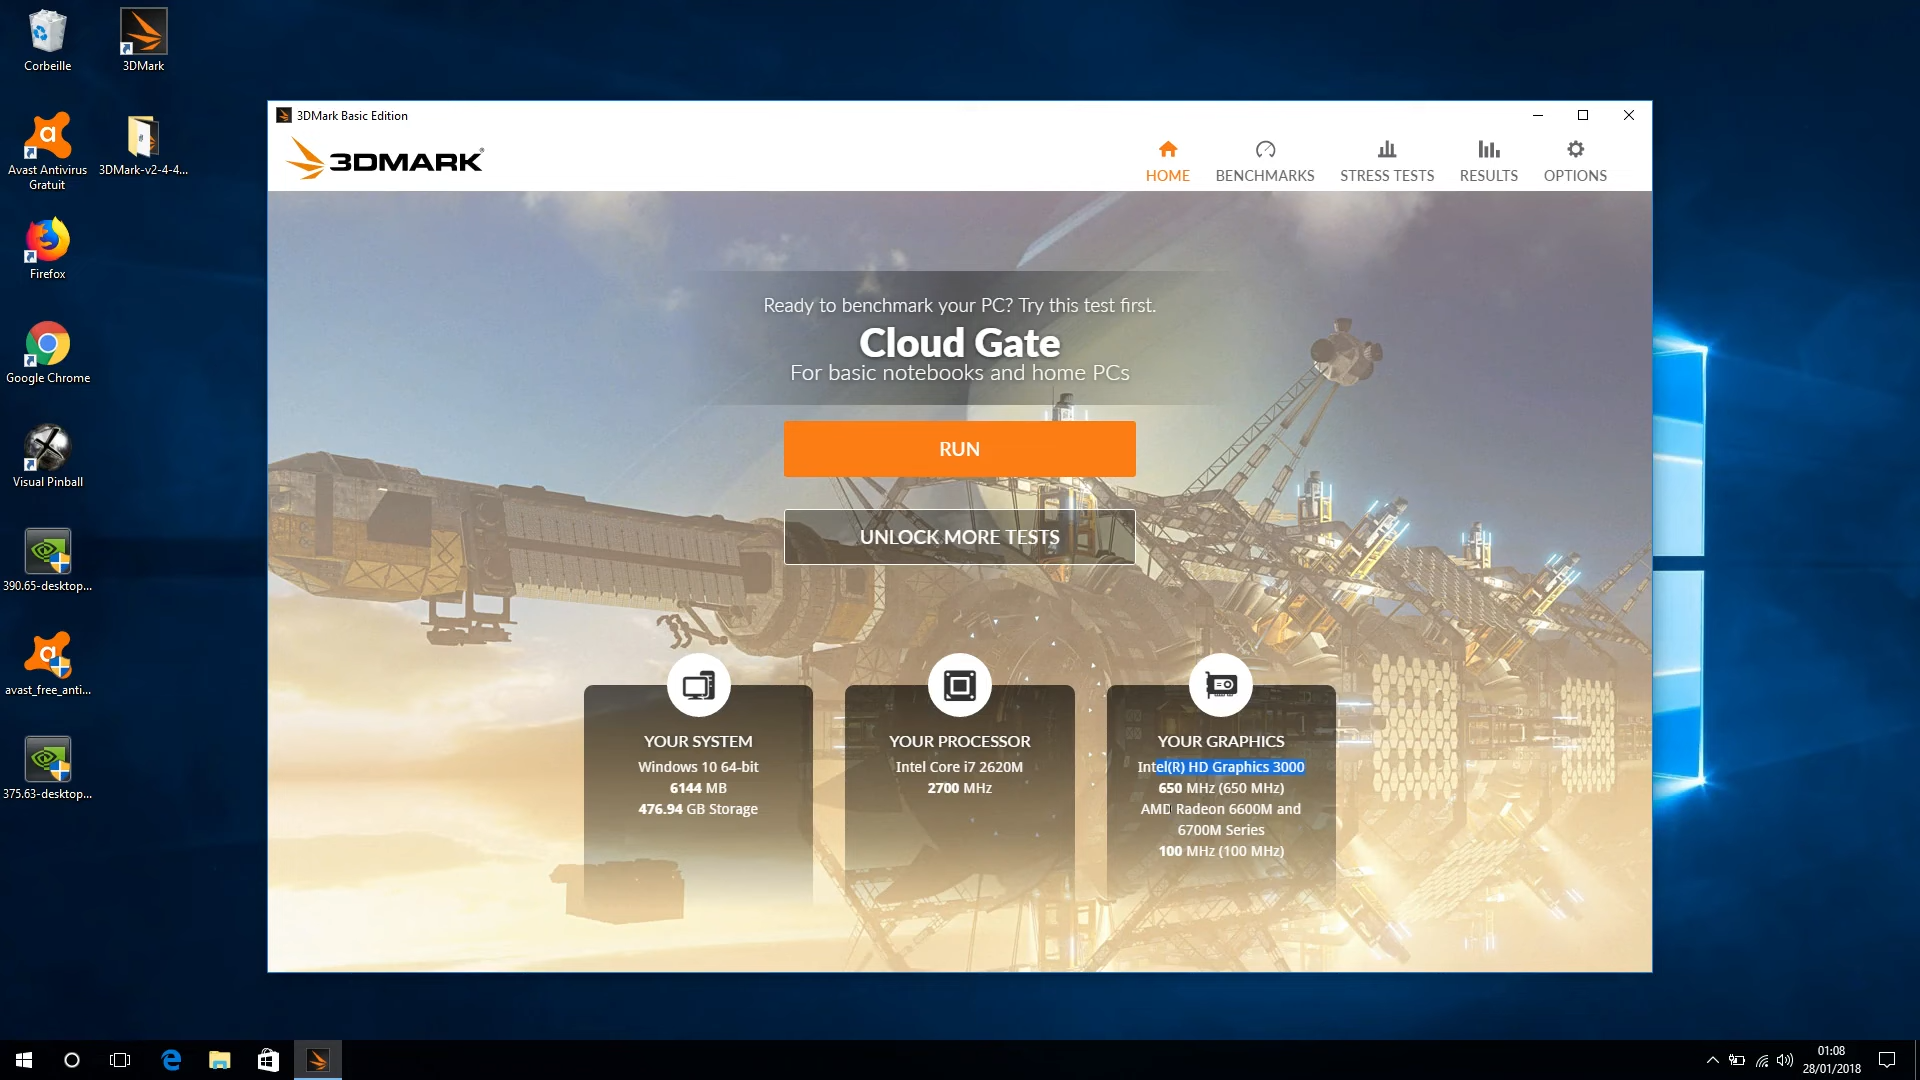 Corbeille
3DMark
Avast Antivirus
Gratuit
3DMark-v2-4-4...
Firefox
Google Chrome
Visual Pinball
390.65-desktop...
avast_free_anti...
375.63-desktop...
3DMark Basic Edition
3DMARK®
HOME
BENCHMARKS
STRESS TESTS
RESULTS
OPTIONS
Ready to benchmark your PC? Try this test first.
Cloud Gate
For basic notebooks and home PCs
RUN
UNLOCK MORE TESTS
YOUR SYSTEM
Windows 10 64-bit
6144 MB
476.94 GB Storage
YOUR PROCESSOR
Intel Core i7 2620M
2700 MHz
YOUR GRAPHICS
Intel(R) HD Graphics 3000
650 MHz (650 MHz)
AMD Radeon 6600M and
6700M Series
100 MHz (100 MHz)
01:08
28/01/2018